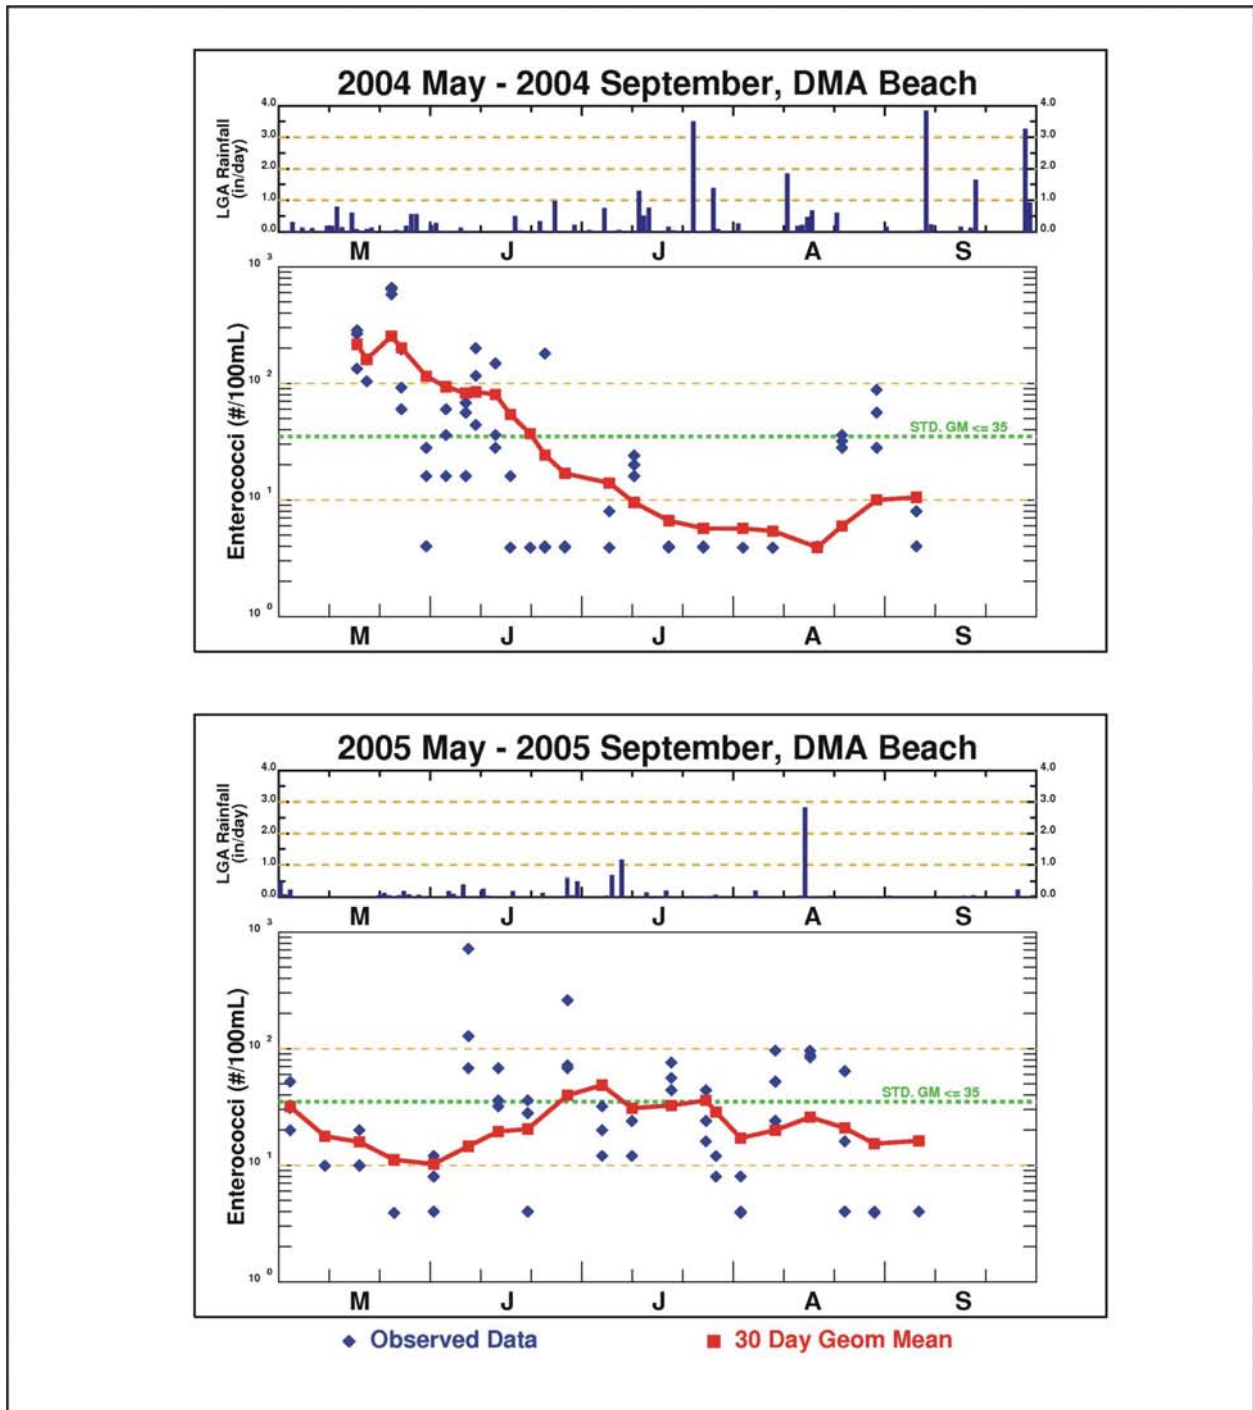 2004 May - 2004 September, DMA Beach
LGA Rainfall
(in/day)
4.0
3.0
2.0
1.0
0.0
4.0
3.0
2.0
1.0
0.0
M J J A S
Enterococci (#/100mL)
10 3
10 2
10 1
10 0
STD. GM <= 35
M J J A S
2005 May - 2005 September, DMA Beach
LGA Rainfall
(in/day)
4.0
3.0
2.0
1.0
0.0
4.0
3.0
2.0
1.0
0.0
M J J A S
Enterococci (#/100mL)
10 3
10 2
10 1
10 0
STD. GM <= 35
M J J A S
Observed Data
30 Day Geom Mean